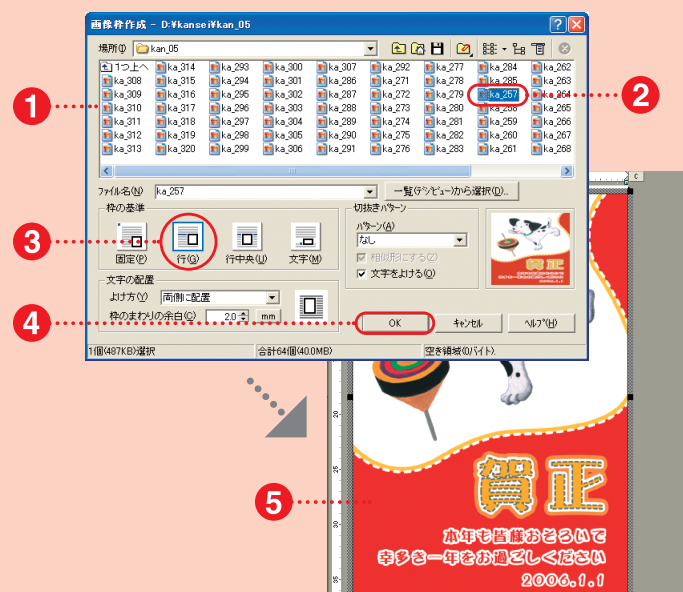 画像枠作成 - D:¥kansei¥kan_05
場所(I) kan_05
1つ上へ ka_314 ka_293 ka_300 ka_307 ka_292 ka_277 ka_284 ka_262
ka_308 ka_315 ka_294 ka_301 ka_286 ka_271 ka_278 ka_285 ka_263
ka_309 ka_316 ka_295 ka_302 ka_287 ka_272 ka_279 ka_257 ka_264
ka_310 ka_317 ka_296 ka_303 ka_288 ka_273 ka_280 ka_258 ka_265
ka_311 ka_318 ka_297 ka_304 ka_289 ka_274 ka_281 ka_259 ka_266
ka_312 ka_319 ka_298 ka_305 ka_290 ka_275 ka_282 ka_260 ka_267
ka_313 ka_320 ka_299 ka_306 ka_291 ka_276 ka_283 ka_261 ka_268
1
2
ファイル名(N) ka_257 一覧(デジビュー)から選択(D)..
枠の基準
固定(P) 行(G) 行中央(U) 文字(M)
3
切抜きパターン
パターン(A)
なし
相似形にする(Z)
文字をよける(O)
文字の配置
よけ方(Y) 両側に配置
枠のまわりの余白(C) 2.0 mm
4
OK キャンセル ヘルプ(H)
1個(487KB)選択 合計64個(40.0MB) 空き領域(0バイト).
賀正
5
本年も皆様おそろいで
幸多き一年をお過ごしください
2006.1.1